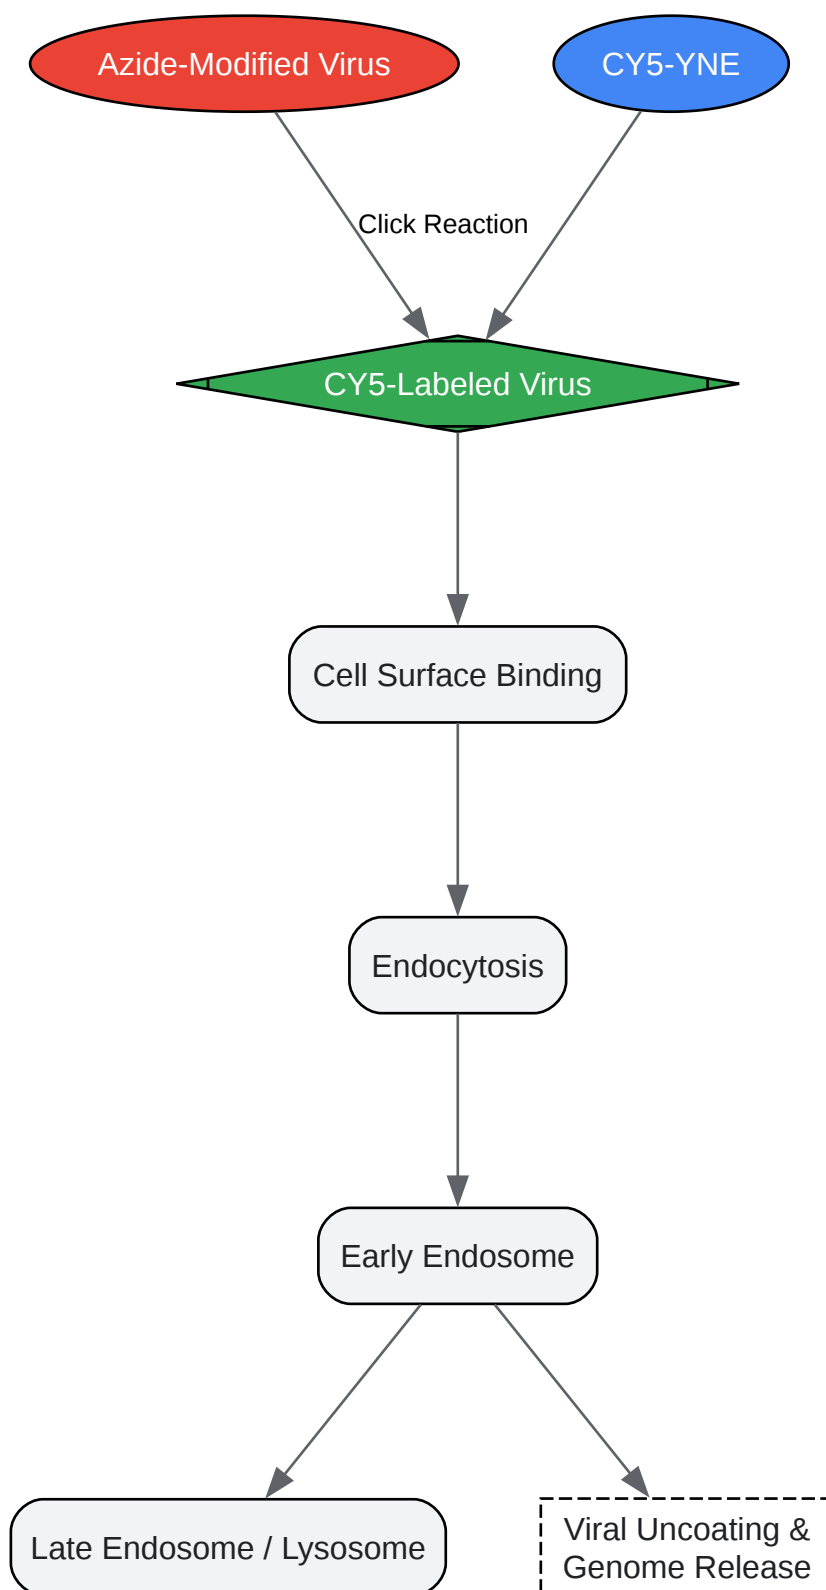 Azide-Modified Virus
CY5-YNE
Click Reaction
CY5-Labeled Virus
Cell Surface Binding
Endocytosis
Early Endosome
Late Endosome / Lysosome
Viral Uncoating &
Genome Release